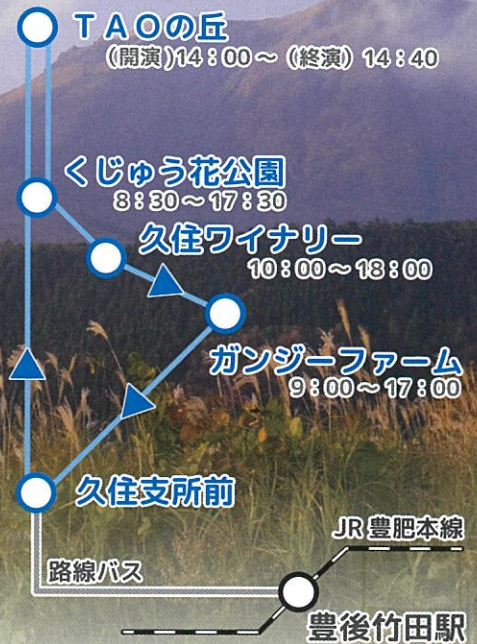 TAOの丘
(開演)14:00～(終演)14:40
くじゅう花公園
8:30～17:30
久住ワイナリー
10:00～18:00
ガンジーファーム
9:00～17:00
久住支所前
JR豊肥本線
路線バス
豊後竹田駅